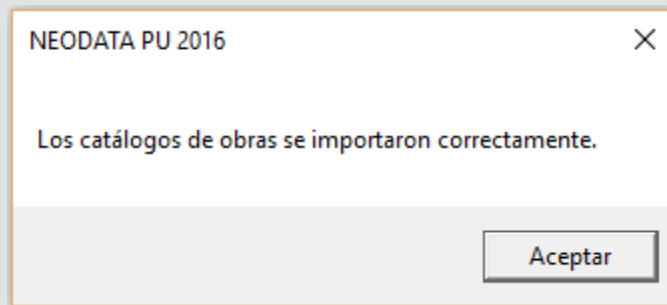 NEODATA PU 2016
Los catálogos de obras se importaron correctamente.
Aceptar